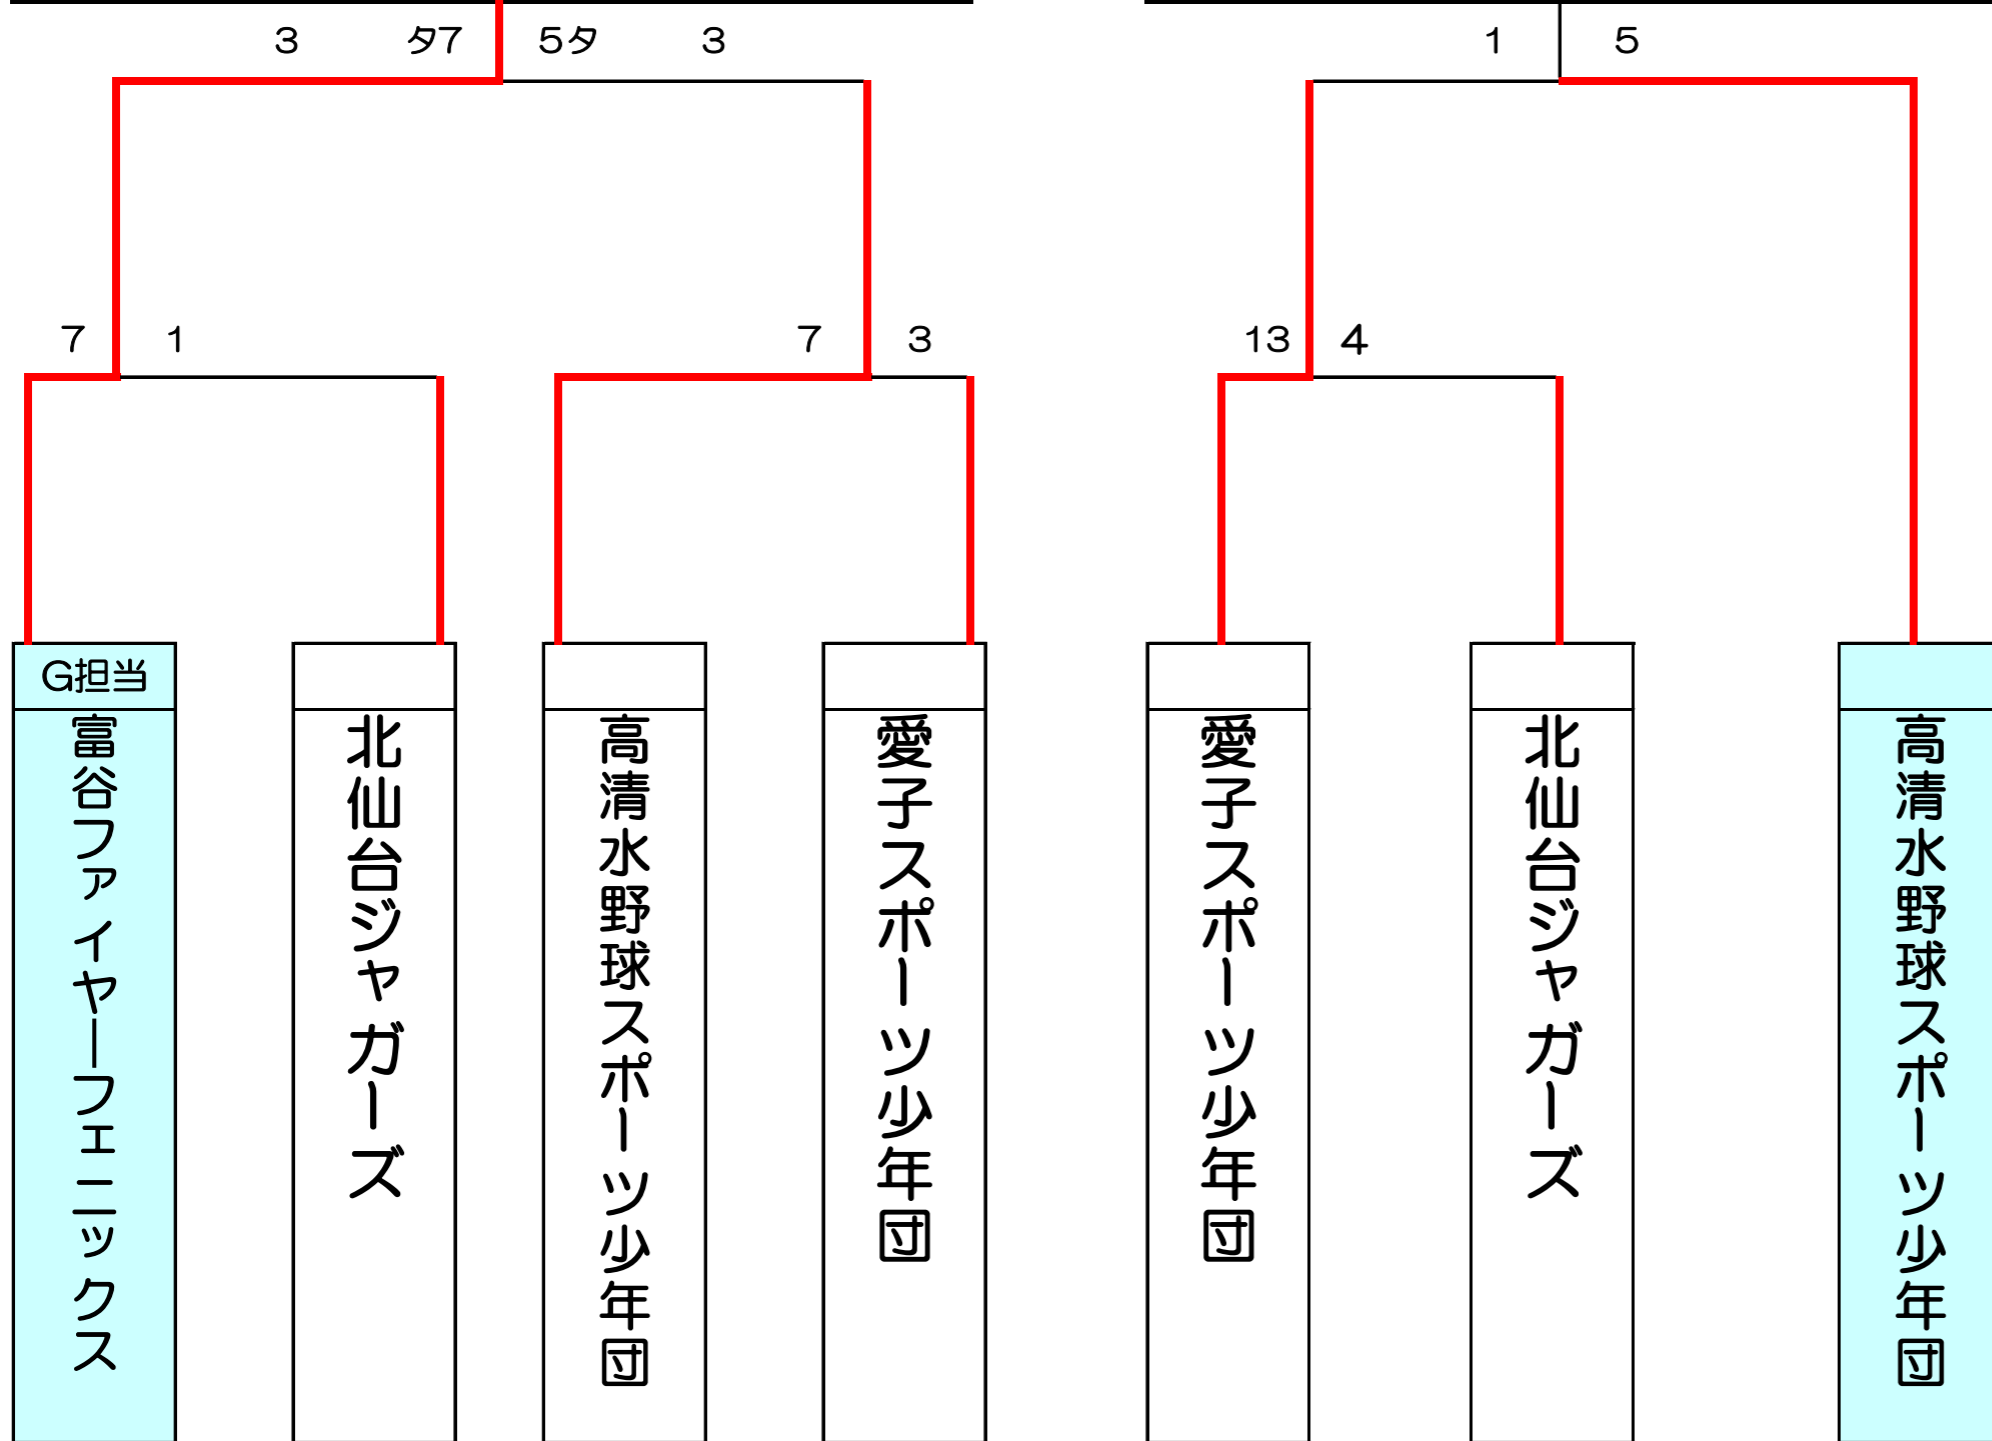 3 タ7 5タ 3 1 5
7 1 7 3 13 4
G担当
富谷ファイヤーフェニックス
北仙台ジャガーズ
高清水野球スポーツ少年団
愛子スポーツ少年団
愛子スポーツ少年団
北仙台ジャガーズ
高清水野球スポーツ少年団